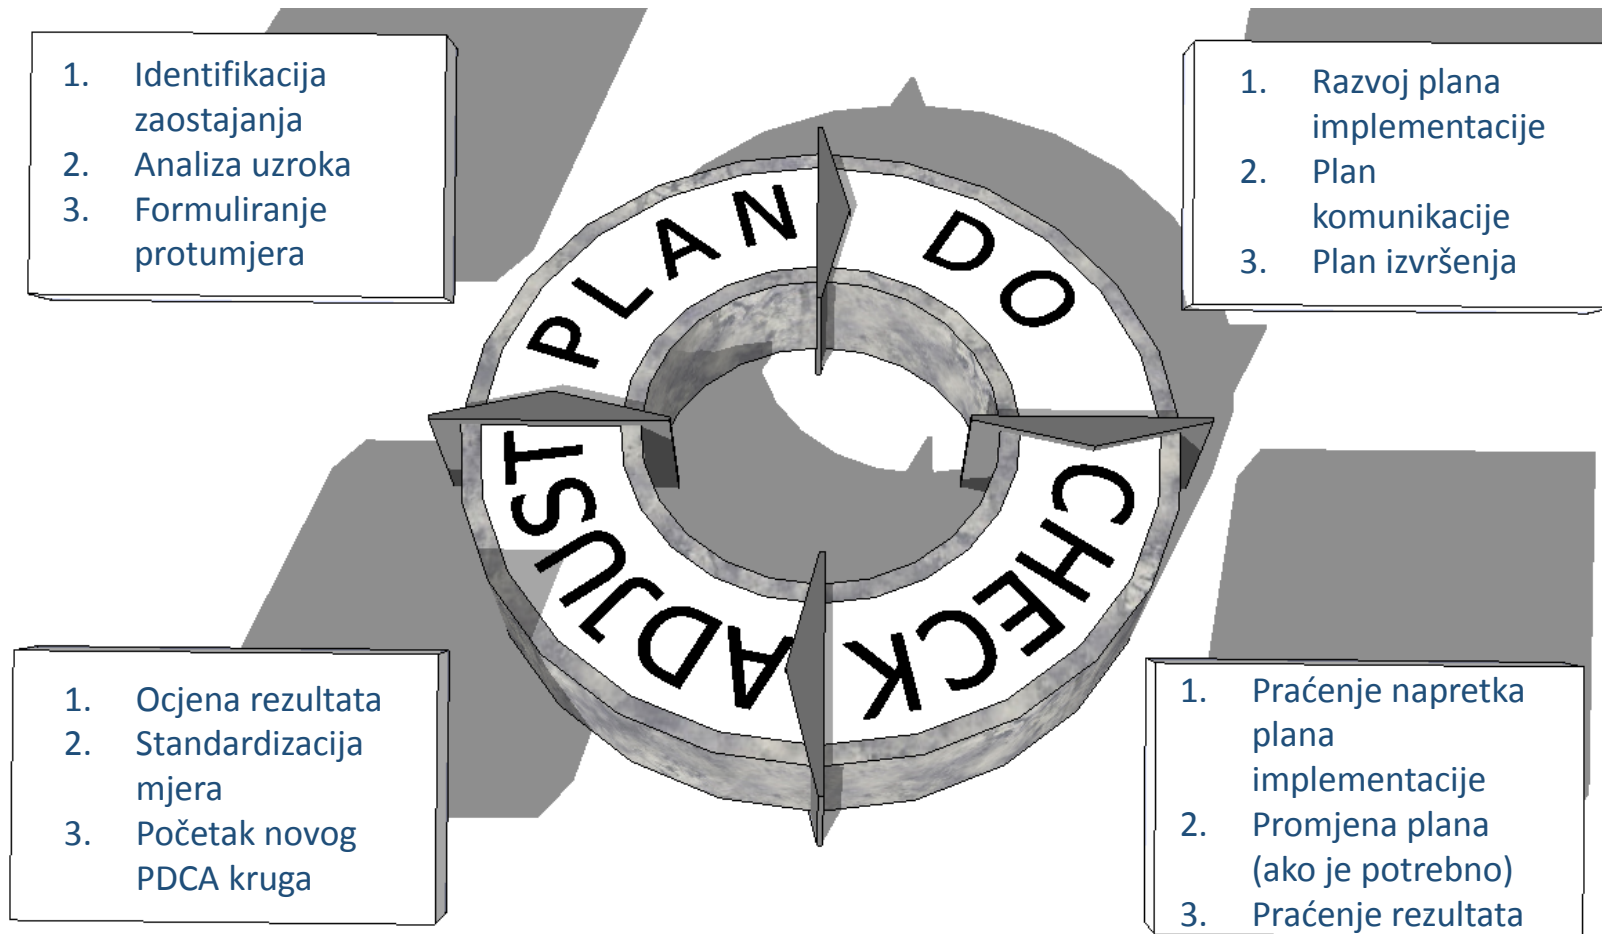 1. Identifikacija
zaostajanja
2. Analiza uzroka
3. Formuliranje
protumjera
1. Razvoj plana
implementacije
2. Plan
komunikacije
3. Plan izvršenja
PLAN
DO
CHECK
ADJUST
1. Ocjena rezultata
2. Standardizacija
mjera
3. Početak novog
PDCA kruga
1. Praćenje napretka
plana
implementacije
2. Promjena plana
(ako je potrebno)
3. Praćenje rezultata